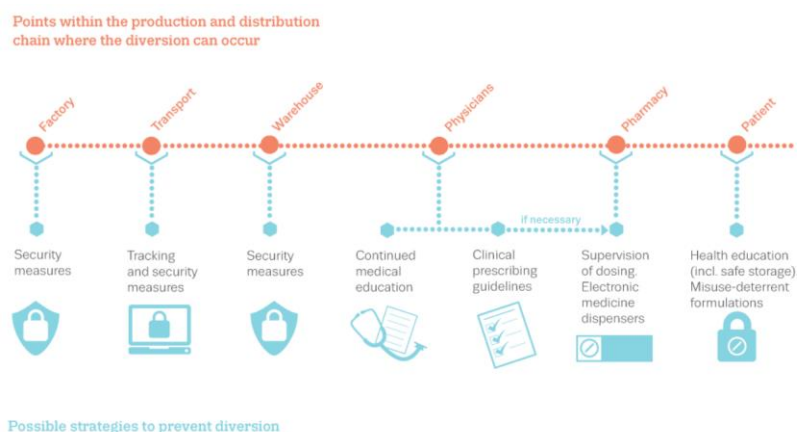 Points within the production and distribution
chain where the diversion can occur
Factory
Transport
Warehouse
Physicians
Pharmacy
Patient
if necessary
Security
measures
Tracking
and security
measures
Security
measures
Continued
medical
education
Clinical
prescribing
guidelines
Supervision
of dosing.
Electronic
medicine
dispensers
Health education
(incl. safe storage)
Misuse-deterrent
formulations
Possible strategies to prevent diversion